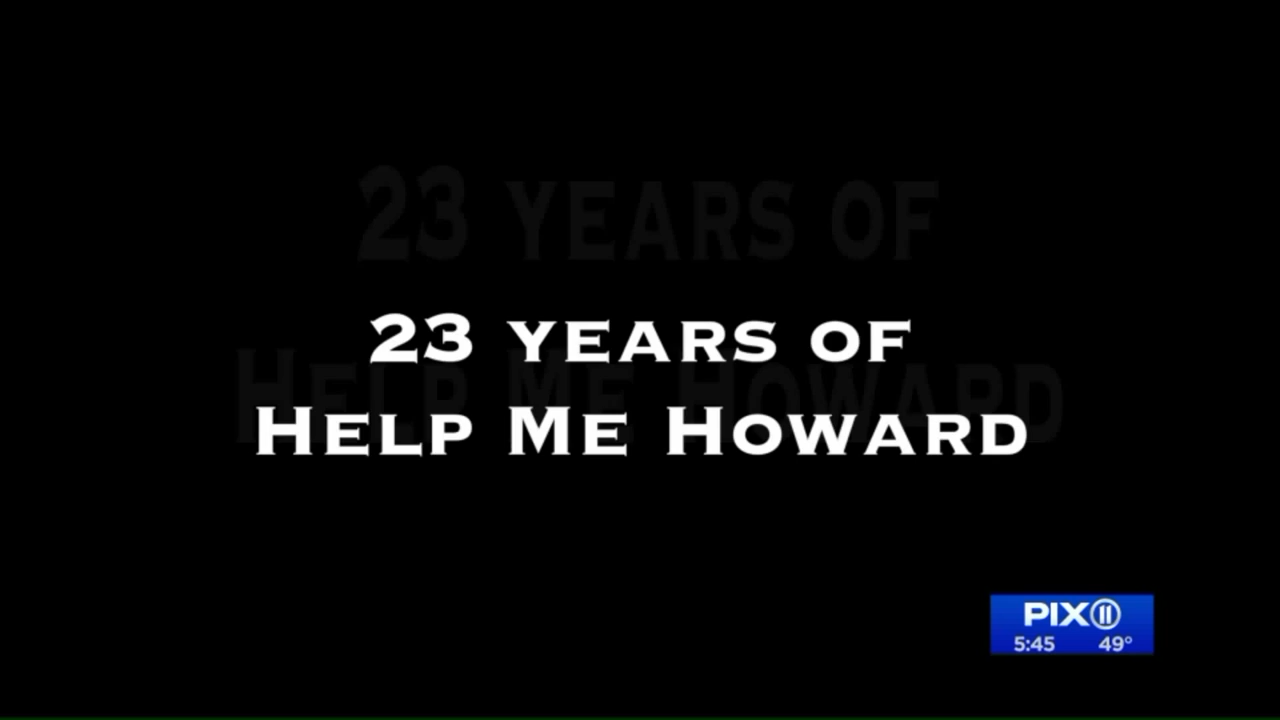 23 YEARS OF
HELP ME HOWARD
23 YEARS OF
HELP ME HOWARD
PIX11
5:45 49°